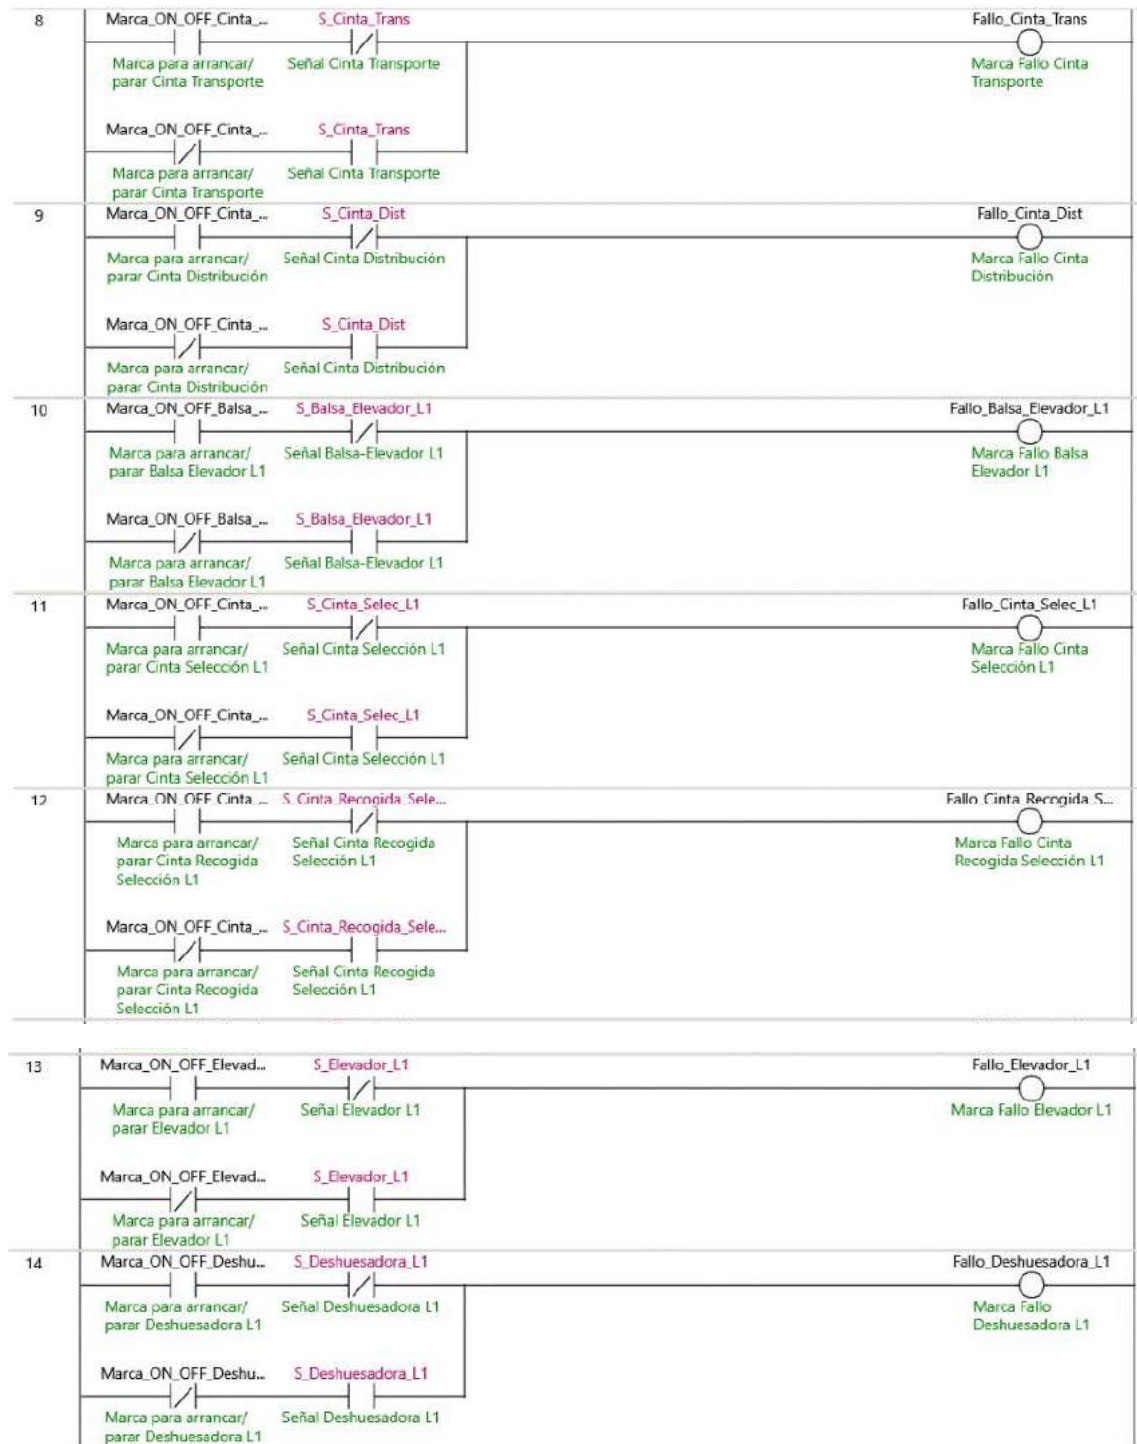 8
Marca_ON_OFF_Cinta_... S_Cinta_Trans Fallo_Cinta_Trans
Marca para arrancar/ Señal Cinta Transporte Marca Fallo Cinta
parar Cinta Transporte Transporte
Marca_ON_OFF_Cinta_... S_Cinta_Trans
Marca para arrancar/ Señal Cinta Transporte
parar Cinta Transporte
9
Marca_ON_OFF_Cinta_... S_Cinta_Dist Fallo_Cinta_Dist
Marca para arrancar/ Señal Cinta Distribución Marca Fallo Cinta
parar Cinta Distribución Distribución
Marca_ON_OFF_Cinta_... S_Cinta_Dist
Marca para arrancar/ Señal Cinta Distribución
parar Cinta Distribución
10
Marca_ON_OFF_Balsa_... S_Balsa_Elevador_L1 Fallo_Balsa_Elevador_L1
Marca para arrancar/ Señal Balsa-Elevador L1 Marca Fallo Balsa
parar Balsa Elevador L1 Elevador L1
Marca_ON_OFF_Balsa_... S_Balsa_Elevador_L1
Marca para arrancar/ Señal Balsa-Elevador L1
parar Balsa Elevador L1
11
Marca_ON_OFF_Cinta_... S_Cinta_Selec_L1 Fallo_Cinta_Selec_L1
Marca para arrancar/ Señal Cinta Selección L1 Marca Fallo Cinta
parar Cinta Selección L1 Selección L1
Marca_ON_OFF_Cinta_... S_Cinta_Selec_L1
Marca para arrancar/ Señal Cinta Selección L1
parar Cinta Selección L1
12
Marca_ON_OFF_Cinta_... S_Cinta_Recogida_Sele... Fallo_Cinta_Recogida_S...
Marca para arrancar/ Señal Cinta Recogida Marca Fallo Cinta
parar Cinta Recogida Selección L1 Recogida Selección L1
Selección L1
Marca_ON_OFF_Cinta_... S_Cinta_Recogida_Sele...
Marca para arrancar/ Señal Cinta Recogida
parar Cinta Recogida Selección L1
Selección L1
13
Marca_ON_OFF_Elevad... S_Elevador_L1 Fallo_Elevador_L1
Marca para arrancar/ Señal Elevador L1 Marca Fallo Elevador L1
parar Elevador L1
Marca_ON_OFF_Elevad... S_Elevador_L1
Marca para arrancar/ Señal Elevador L1
parar Elevador L1
14
Marca_ON_OFF_Deshu... S_Deshuesadora_L1 Fallo_Deshuesadora_L1
Marca para arrancar/ Señal Deshuesadora L1 Marca Fallo
parar Deshuesadora L1 Deshuesadora L1
Marca_ON_OFF_Deshu... S_Deshuesadora_L1
Marca para arrancar/ Señal Deshuesadora L1
parar Deshuesadora L1